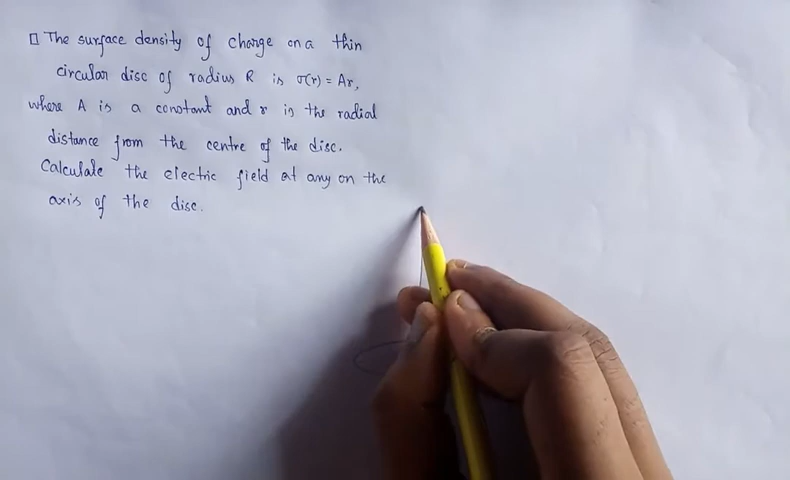 □ The surface density of charge on a thin
circular disc of radius R is σ(r) = Ar,
where A is a constant and r is the radial
distance from the centre of the disc.
Calculate the electric field at any on the
axis of the disc.